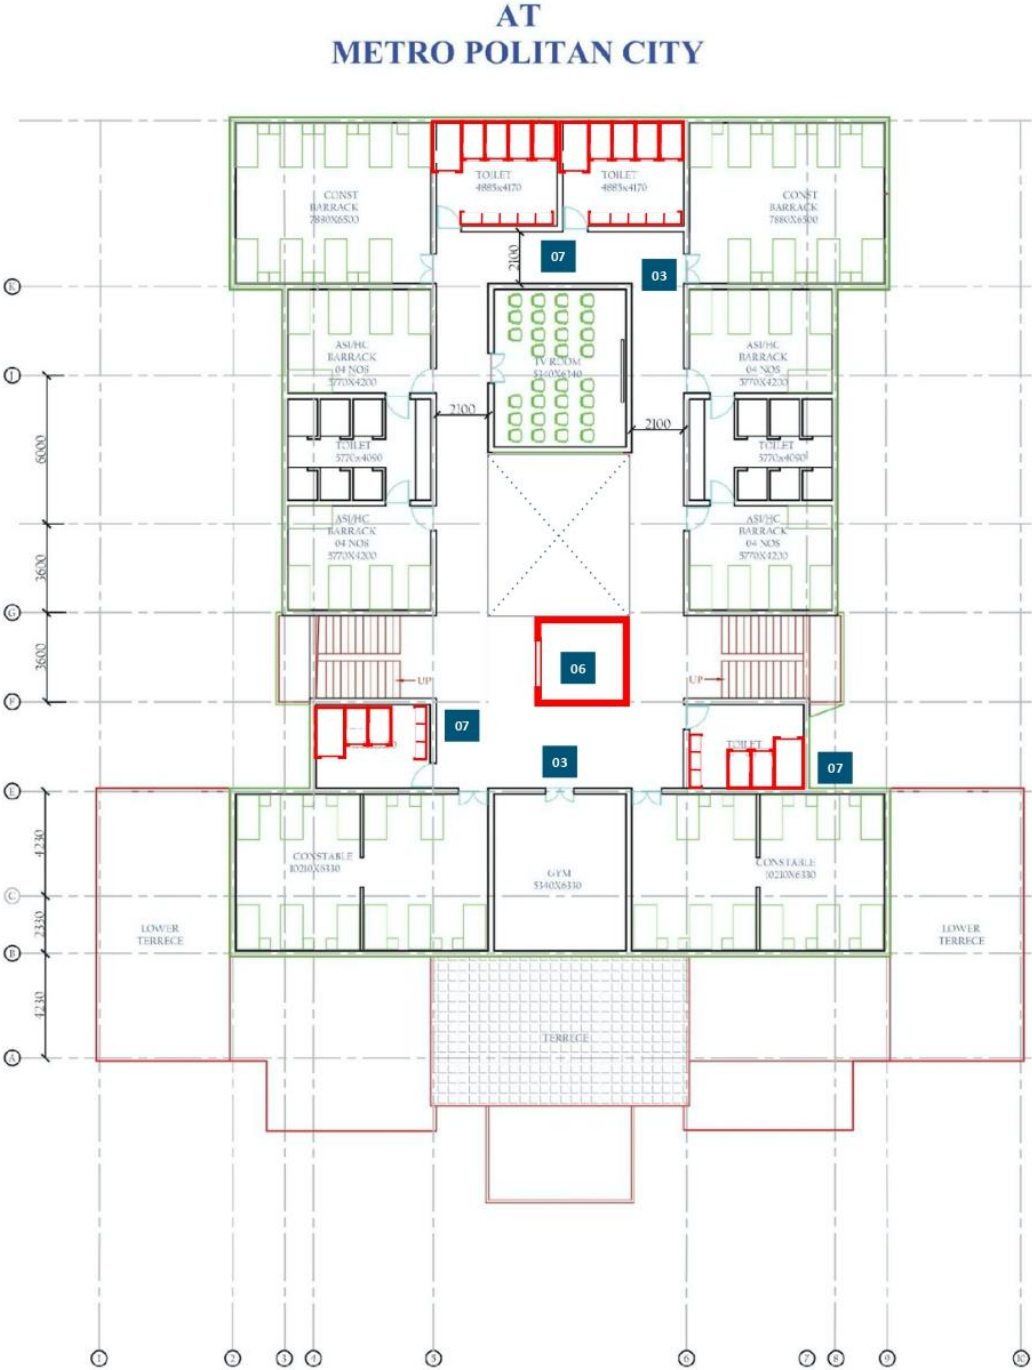 AT
METRO POLITAN CITY
TOILET
4885x4170
TOILET
4885x4170
CONST
BARRACK
7880X6500
CONST
BARRACK
7880X6500
07
03
2100
K
ASI/HC
BARRACK
04 NOS
5770X4200
TV ROOM
5340X6140
ASI/HC
BARRACK
04 NOS
5770X4200
2100
2100
6000
TOILET
5770x4090
TOILET
5770x4090
ASI/HC
BARRACK
04 NOS
5770X4200
ASI/HC
BARRACK
04 NOS
5770X4200
3600
G
3600
06
UP
UP
F
07
TOILET
03
07
E
4230
CONSTABLE
10210X6330
GYM
5340X6330
CONSTABLE
10210X6330
C
2330
LOWER
TERRECE
LOWER
TERRECE
B
4230
TERRECE
A
1 2 3 4 5 6 7 8 9 10